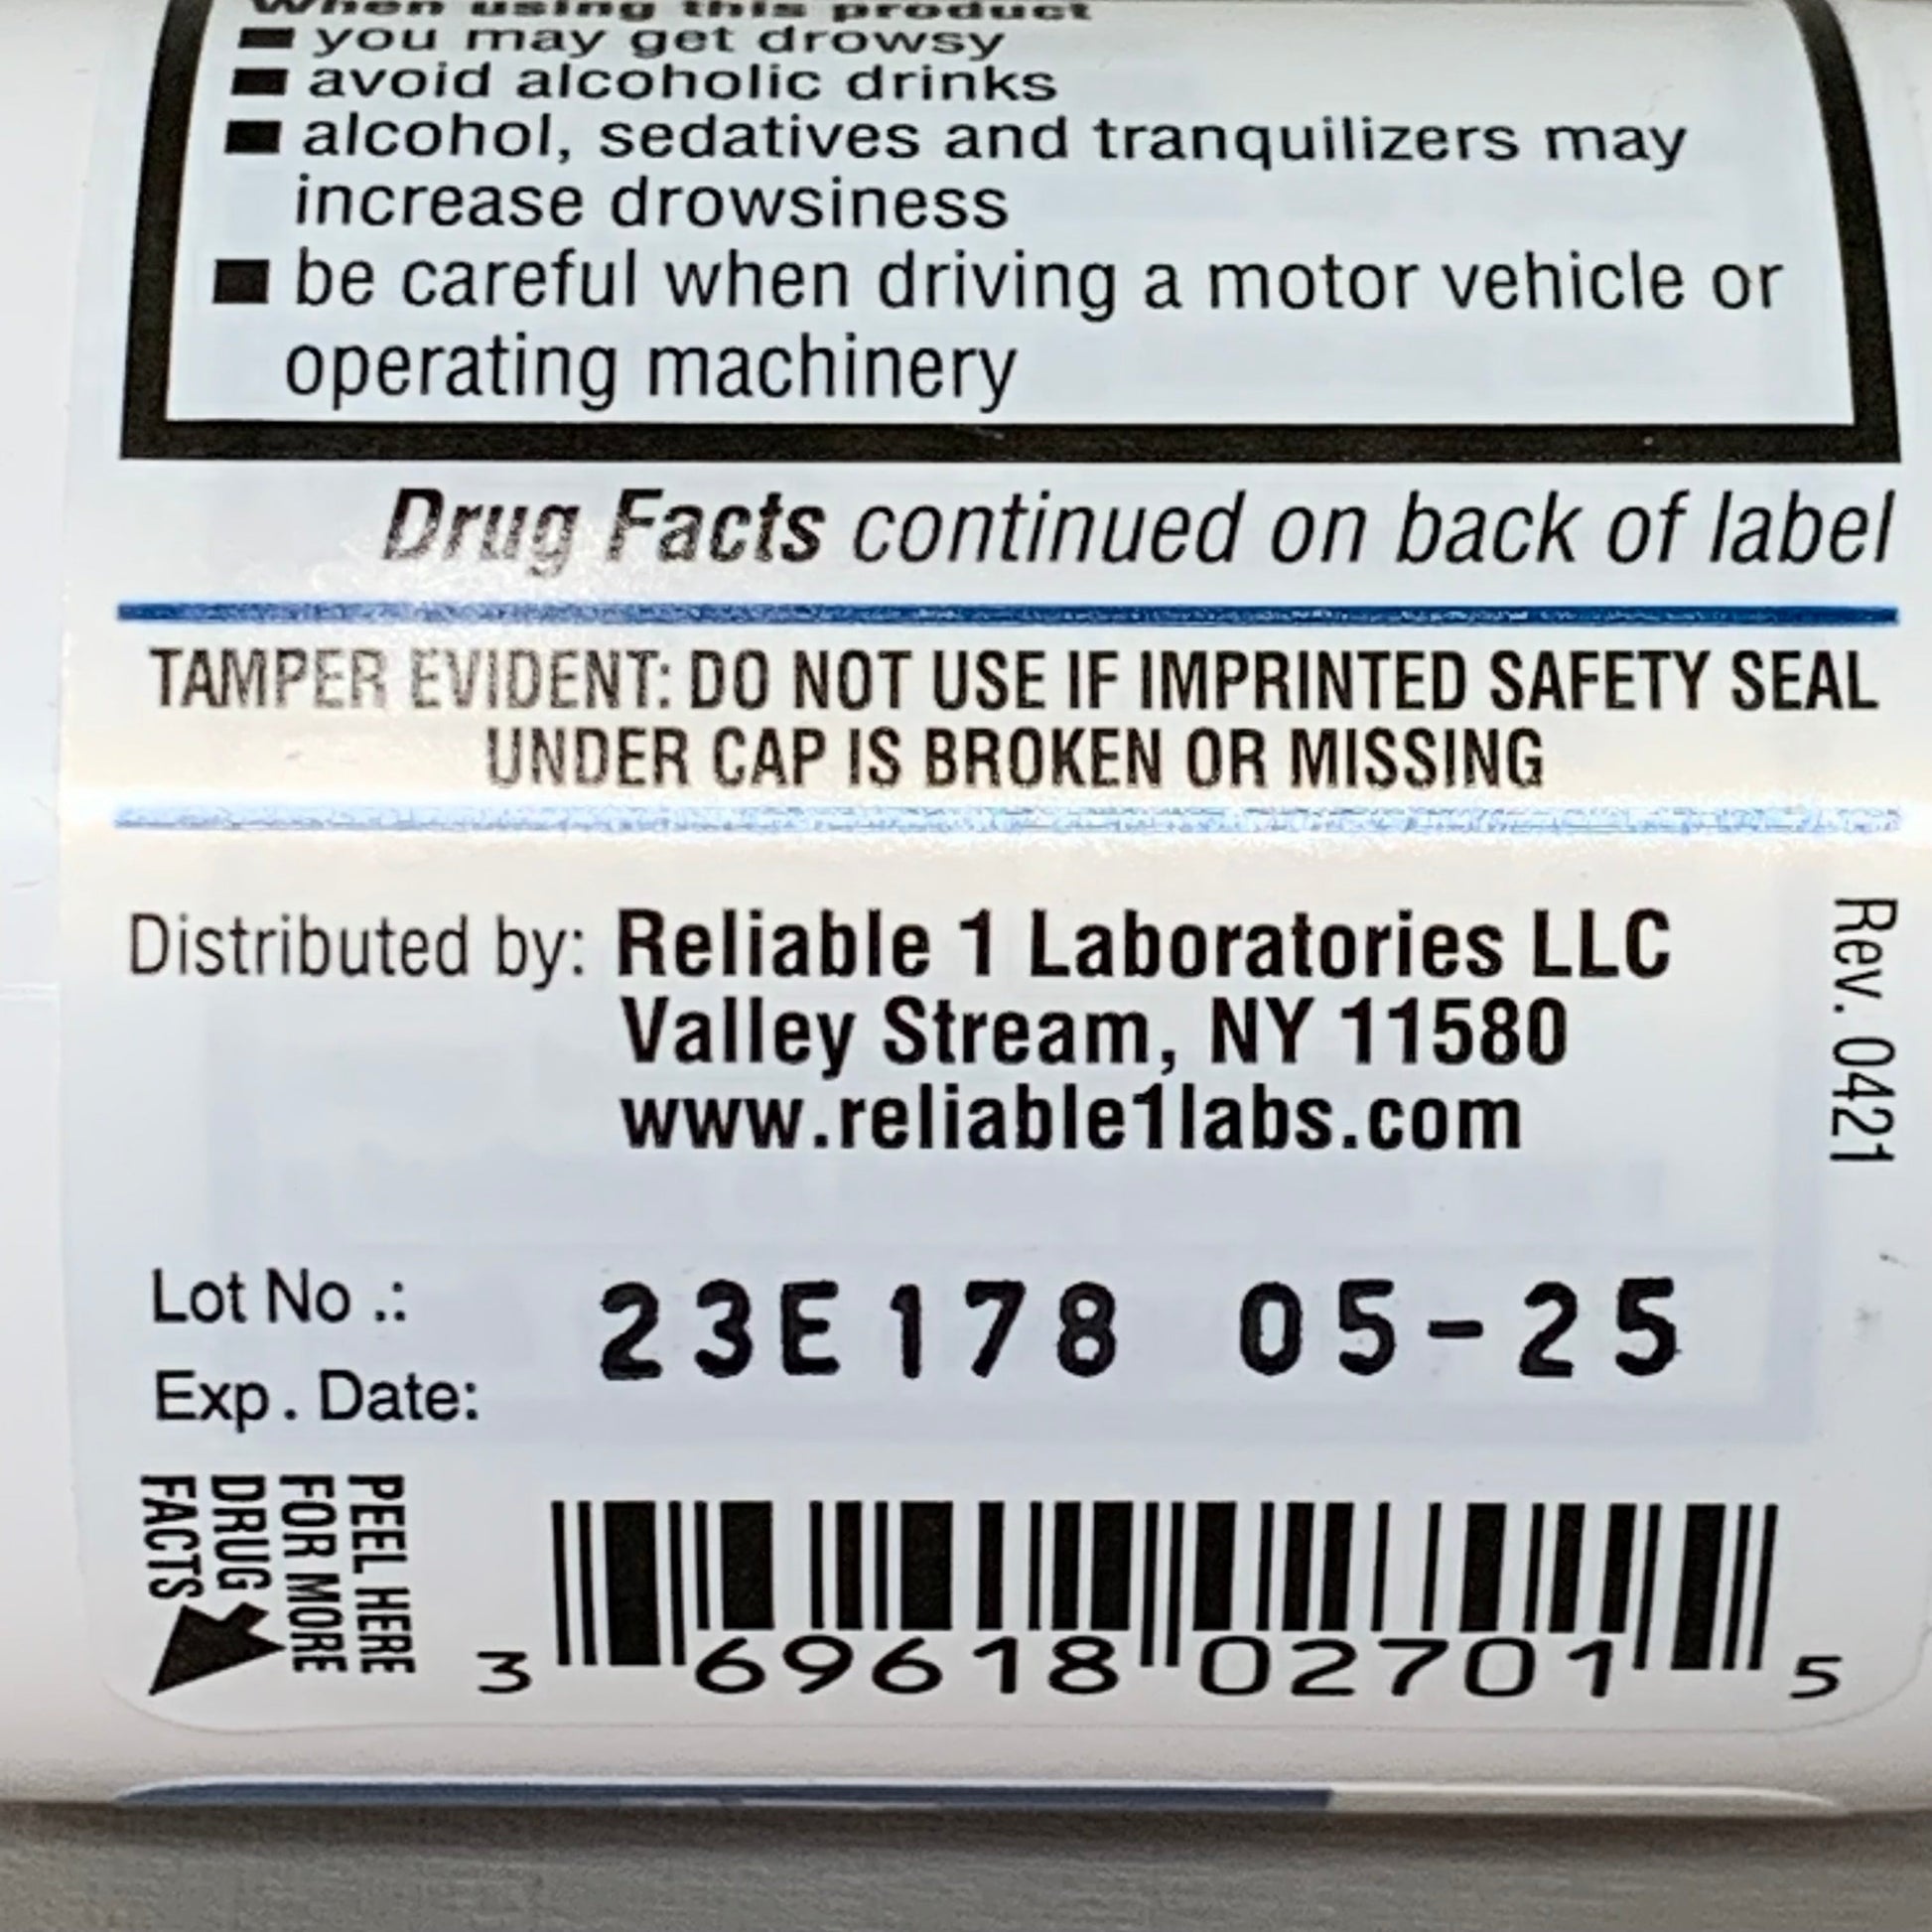 When using this product
■ you may get drowsy
■ avoid alcoholic drinks
■ alcohol, sedatives and tranquilizers may
increase drowsiness
■ be careful when driving a motor vehicle or
operating machinery
Drug Facts continued on back of label
TAMPER EVIDENT: DO NOT USE IF IMPRINTED SAFETY SEAL
UNDER CAP IS BROKEN OR MISSING
Distributed by: Reliable 1 Laboratories LLC
Valley Stream, NY 11580
www.reliable1labs.com
Rev. 0421
Lot No .: 23E178 05-25
Exp. Date:
PEEL HERE
FOR MORE
DRUG
FACTS
3 69618 02701 5